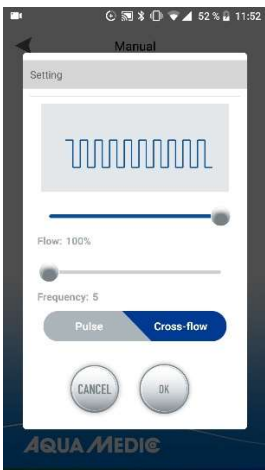 52 % 11:52
Manual
Setting
Flow: 100%
Frequency: 5
Pulse Cross-flow
CANCEL OK
AQUA MEDIC